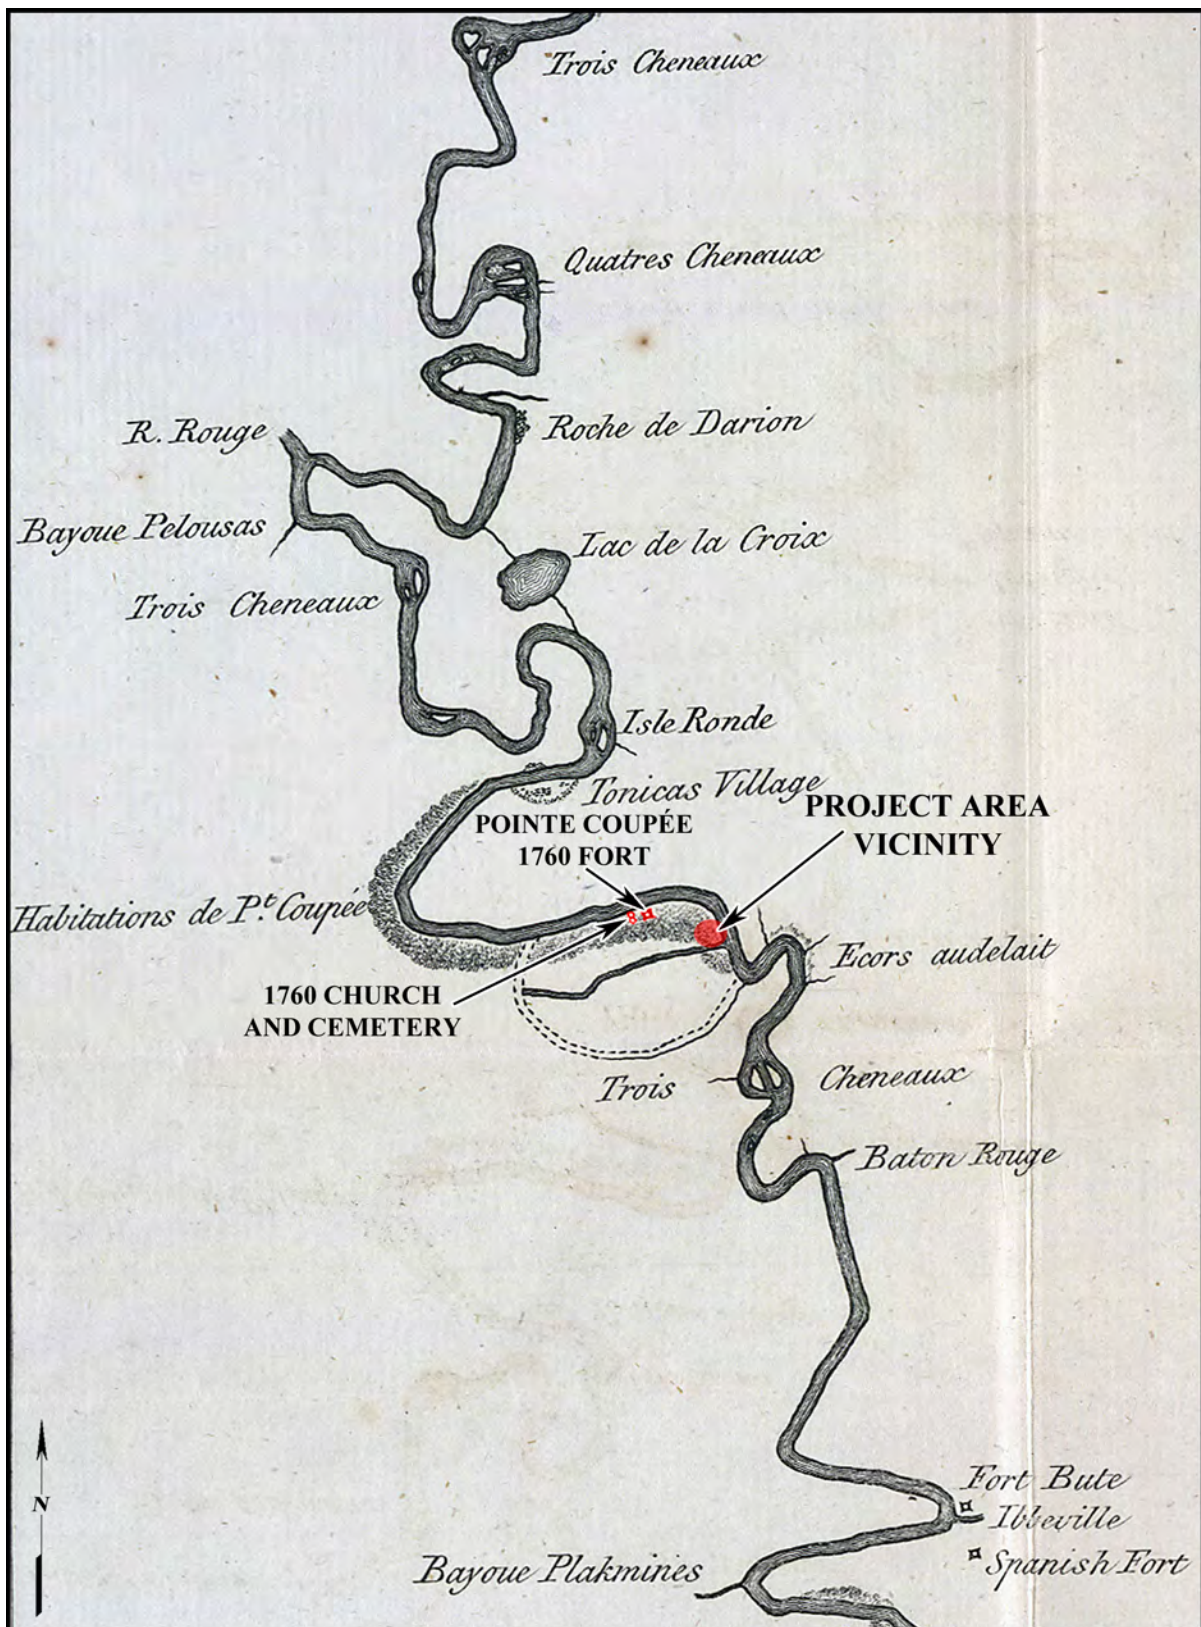 Trois Cheneaux
Quatres Cheneaux
Roche de Darion
R. Rouge
Bayoue Pelousas
Lac de la Croix
Trois Cheneaux
Isle Ronde
Tonicas Village
PROJECT AREA
VICINITY
POINTE COUPÉE
1760 FORT
Habitations de Pt. Coupée
Ecors audelait
1760 CHURCH
AND CEMETERY
Trois Cheneaux
Baton Rouge
Fort Bute
Ibbeville
Spanish Fort
Bayoue Plakmines
N